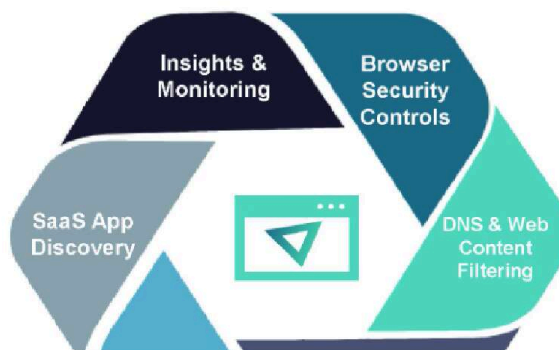 Insights &
Monitoring
Browser
Security
Controls
SaaS App
Discovery
DNS & Web
Content
Filtering